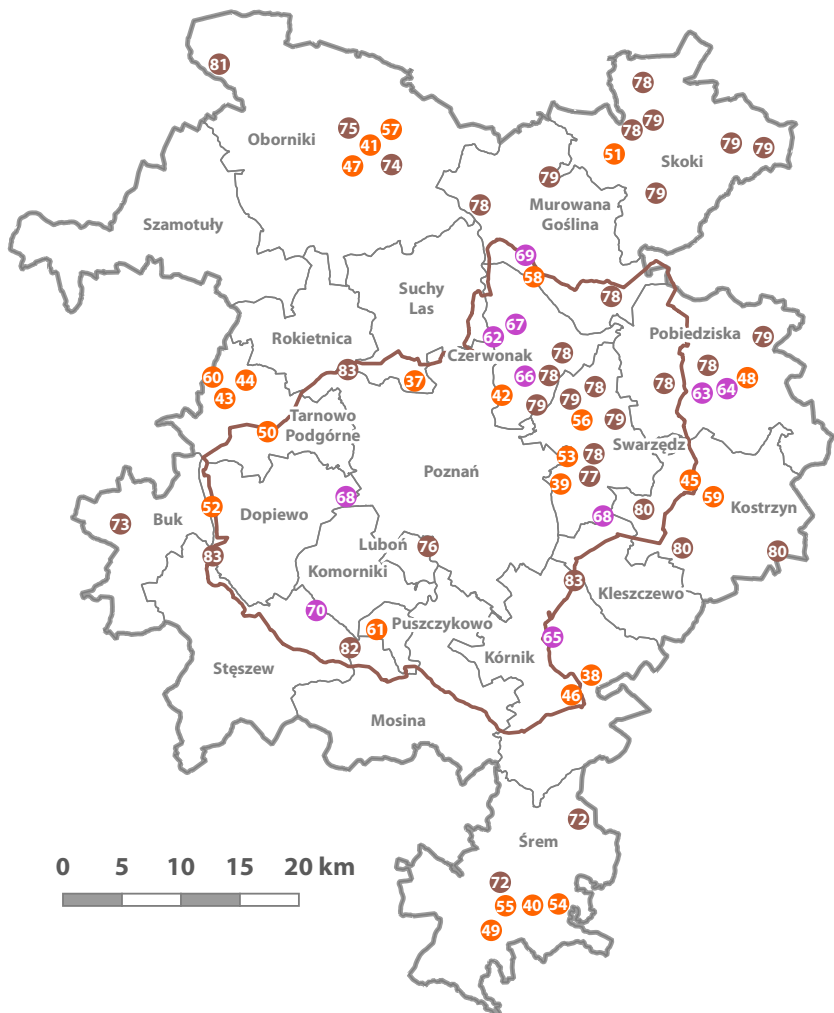 81
78
75
57
79
78
Oborniki
41
79
79
51
Skoki
47
74
79
79
Murowana
Goślina
78
Szamotuły
69
58
Suchy
Las
78
67
62
Pobiedziska
79
Rokietnica
Czerwonak
78
83
78
60
44
37
66
78
78
78
48
43
42
79
79
63
64
56
79
Tarnowo
Podgórne
50
Swarzędz
53
78
Poznań
39
77
45
59
68
52
Dopiewo
Kostrzyn
80
68
73
Buk
Luboń
76
80
80
83
Komorniki
83
Kleszczewo
70
Puszczykowo
61
65
82
Kórnik
Stęszew
38
46
Mosina
72
Śrem
0 5 10 15 20 km
72
55
40
54
49